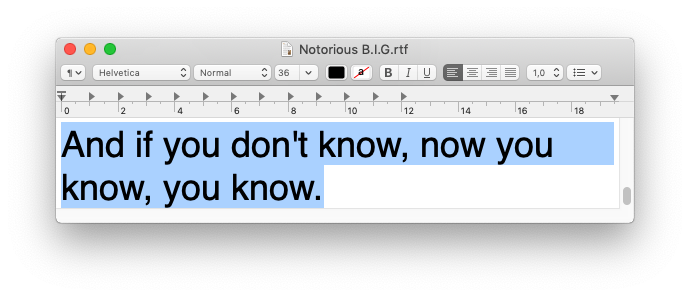 Notorious B.I.G.rtf
¶ Helvetica Normal 36 a B I U 1,0
0 2 4 6 8 10 12 14 16 18
And if you don't know, now you
know, you know.